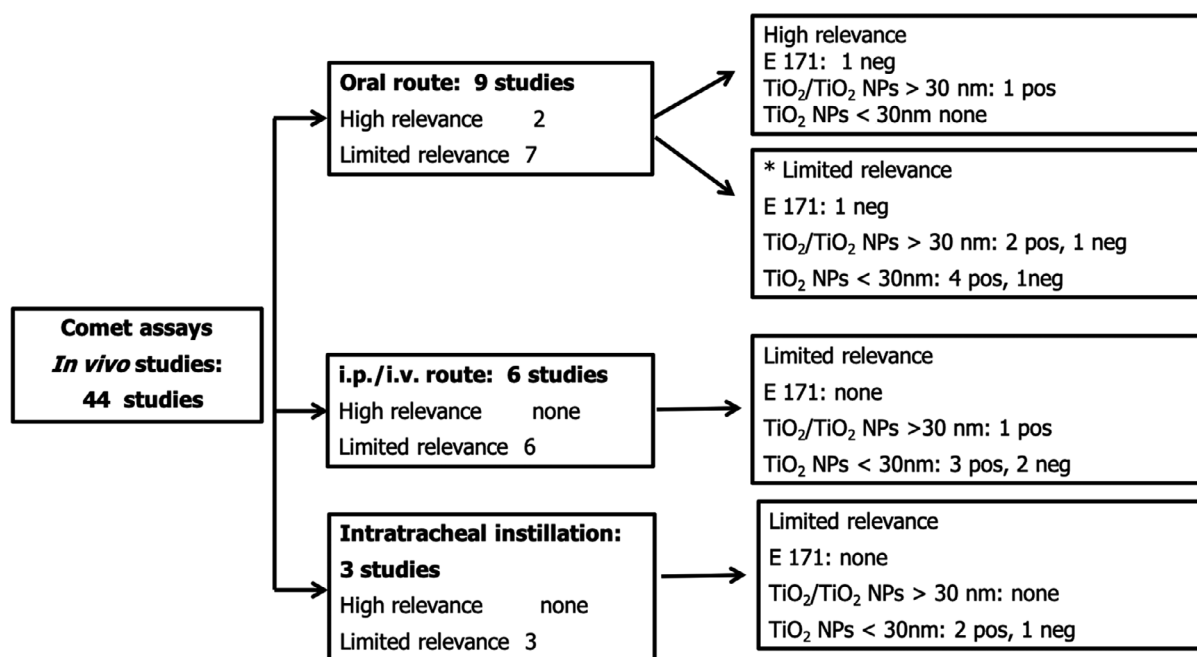 Comet assays
In vivo studies:
44 studies
Oral route: 9 studies
High relevance 2
Limited relevance 7
High relevance
E 171: 1 neg
TiO₂/TiO₂ NPs > 30 nm: 1 pos
TiO₂ NPs < 30nm none
* Limited relevance
E 171: 1 neg
TiO₂/TiO₂ NPs > 30 nm: 2 pos, 1 neg
TiO₂ NPs < 30nm: 4 pos, 1neg
i.p./i.v. route: 6 studies
High relevance none
Limited relevance 6
Limited relevance
E 171: none
TiO₂/TiO₂ NPs >30 nm: 1 pos
TiO₂ NPs < 30nm: 3 pos, 2 neg
Intratracheal instillation:
3 studies
High relevance none
Limited relevance 3
Limited relevance
E 171: none
TiO₂/TiO₂ NPs > 30 nm: none
TiO₂ NPs < 30nm: 2 pos, 1 neg